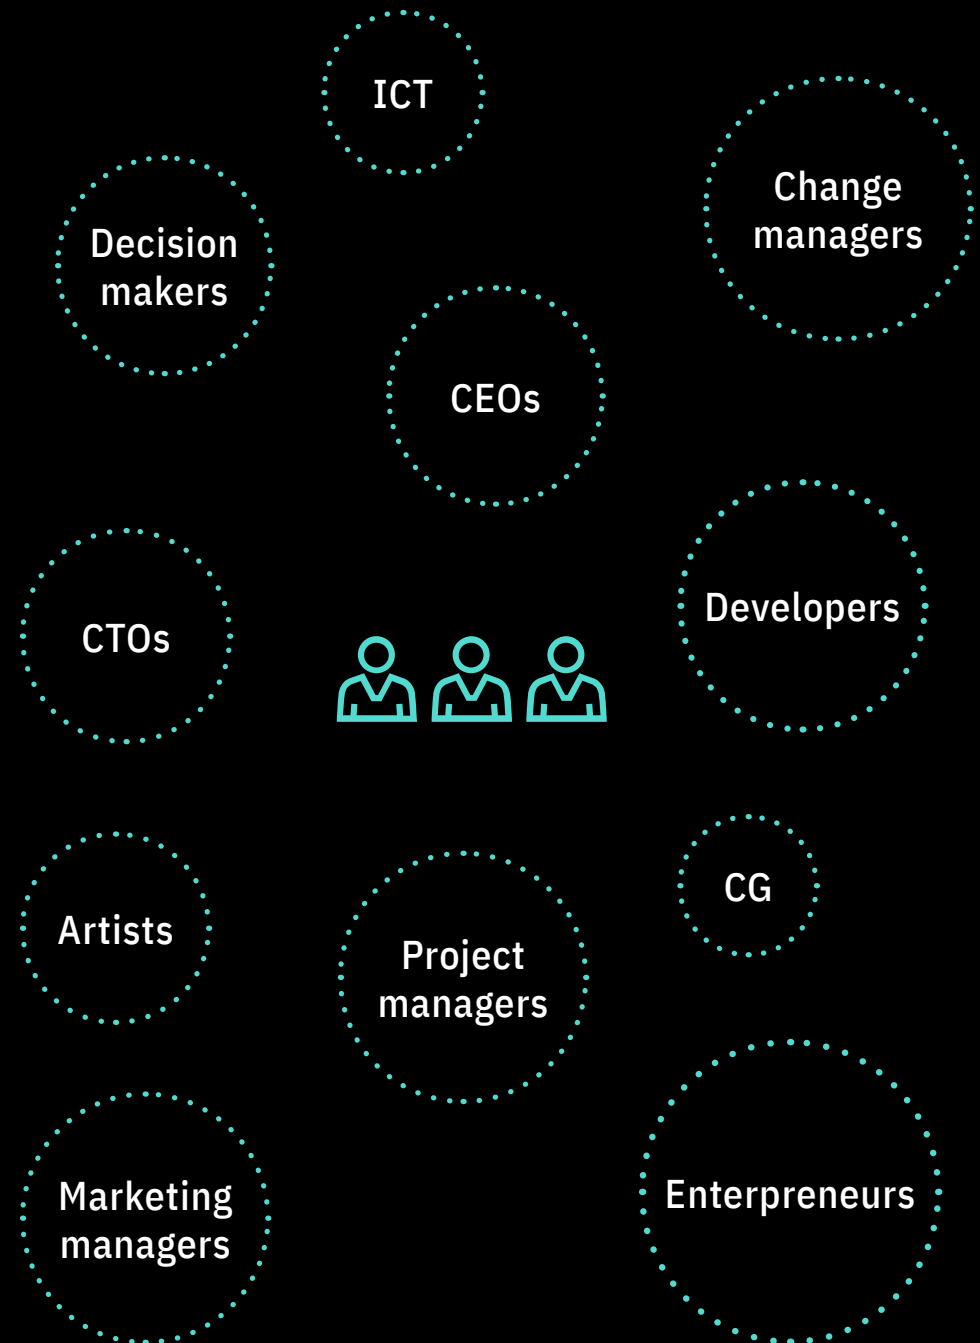 ICT
Change
managers
Decision
makers
CEOs
CTOs
Developers
Artists
Project
managers
CG
Marketing
managers
Enterpreneurs